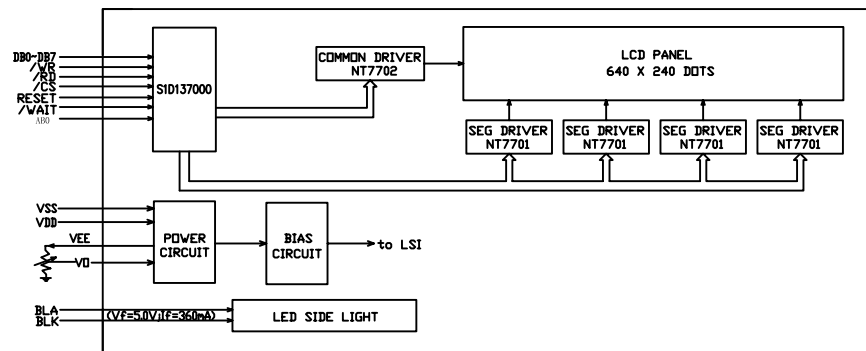 DB0~DB7
/WR
/RD
/CS
RESET
/WAIT
AB0
S1D137000
COMMON DRIVER
NT7702
LCD PANEL
640 X 240 DOTS
SEG DRIVER
NT7701
SEG DRIVER
NT7701
SEG DRIVER
NT7701
SEG DRIVER
NT7701
VSS
VDD
VEE
V0
POWER
CIRCUIT
BIAS
CIRCUIT
to LSI
BLA
BLK
(Vf=5.0V,If=360mA)
LED SIDE LIGHT